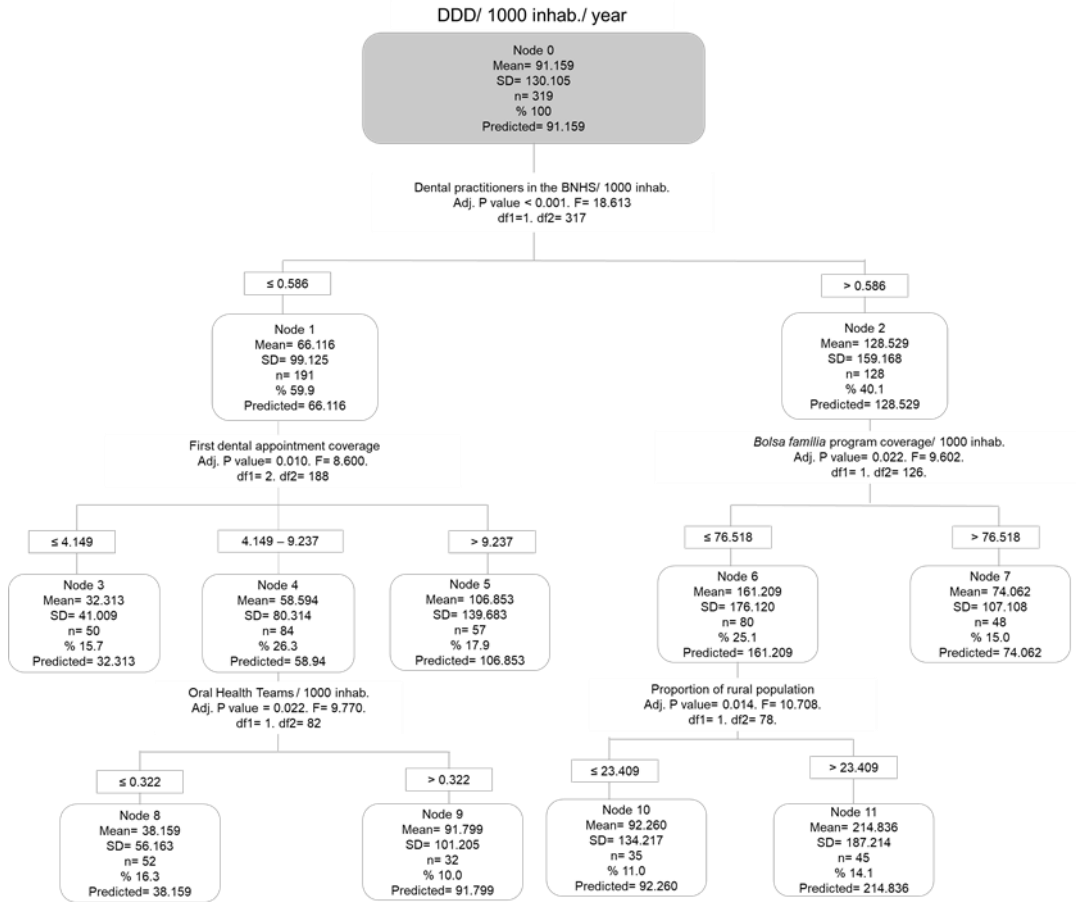 DDD/ 1000 inhab./ year
Node 0
Mean= 91.159
SD= 130.105
n= 319
% 100
Predicted= 91.159
Dental practitioners in the BNHS/ 1000 inhab.
Adj. P value < 0.001. F= 18.613
df1=1. df2= 317
≤ 0.586
> 0.586
Node 1
Mean= 66.116
SD= 99.125
n= 191
% 59.9
Predicted= 66.116
Node 2
Mean= 128.529
SD= 159.168
n= 128
% 40.1
Predicted= 128.529
First dental appointment coverage
Adj. P value= 0.010. F= 8.600.
df1= 2. df2= 188
Bolsa família program coverage/ 1000 inhab.
Adj. P value= 0.022. F= 9.602.
df1= 1. df2= 126.
≤ 4.149
4.149 – 9.237
> 9.237
≤ 76.518
> 76.518
Node 3
Mean= 32.313
SD= 41.009
n= 50
% 15.7
Predicted= 32.313
Node 4
Mean= 58.594
SD= 80.314
n= 84
% 26.3
Predicted= 58.94
Node 5
Mean= 106.853
SD= 139.683
n= 57
% 17.9
Predicted= 106.853
Node 6
Mean= 161.209
SD= 176.120
n= 80
% 25.1
Predicted= 161.209
Node 7
Mean= 74.062
SD= 107.108
n= 48
% 15.0
Predicted= 74.062
Oral Health Teams / 1000 inhab.
Adj. P value = 0.022. F= 9.770.
df1= 1. df2= 82
Proportion of rural population
Adj. P value= 0.014. F= 10.708.
df1= 1. df2= 78.
≤ 0.322
> 0.322
≤ 23.409
> 23.409
Node 8
Mean= 38.159
SD= 56.163
n= 52
% 16.3
Predicted= 38.159
Node 9
Mean= 91.799
SD= 101.205
n= 32
% 10.0
Predicted= 91.799
Node 10
Mean= 92.260
SD= 134.217
n= 35
% 11.0
Predicted= 92.260
Node 11
Mean= 214.836
SD= 187.214
n= 45
% 14.1
Predicted= 214.836